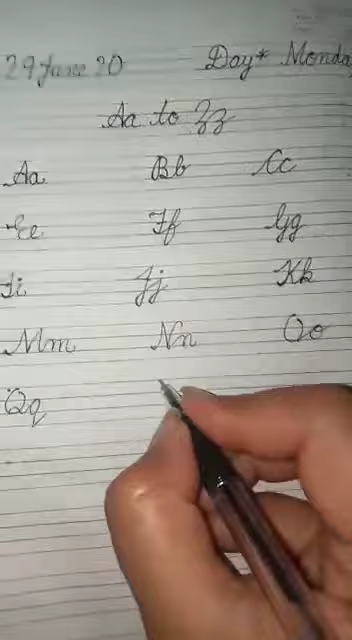 29 June 20 Day* Monda
Aa to Zz
Aa Bb Cc
Ee Ff Gg
Ii Jj Kk
Mm Nn Oo
Qq